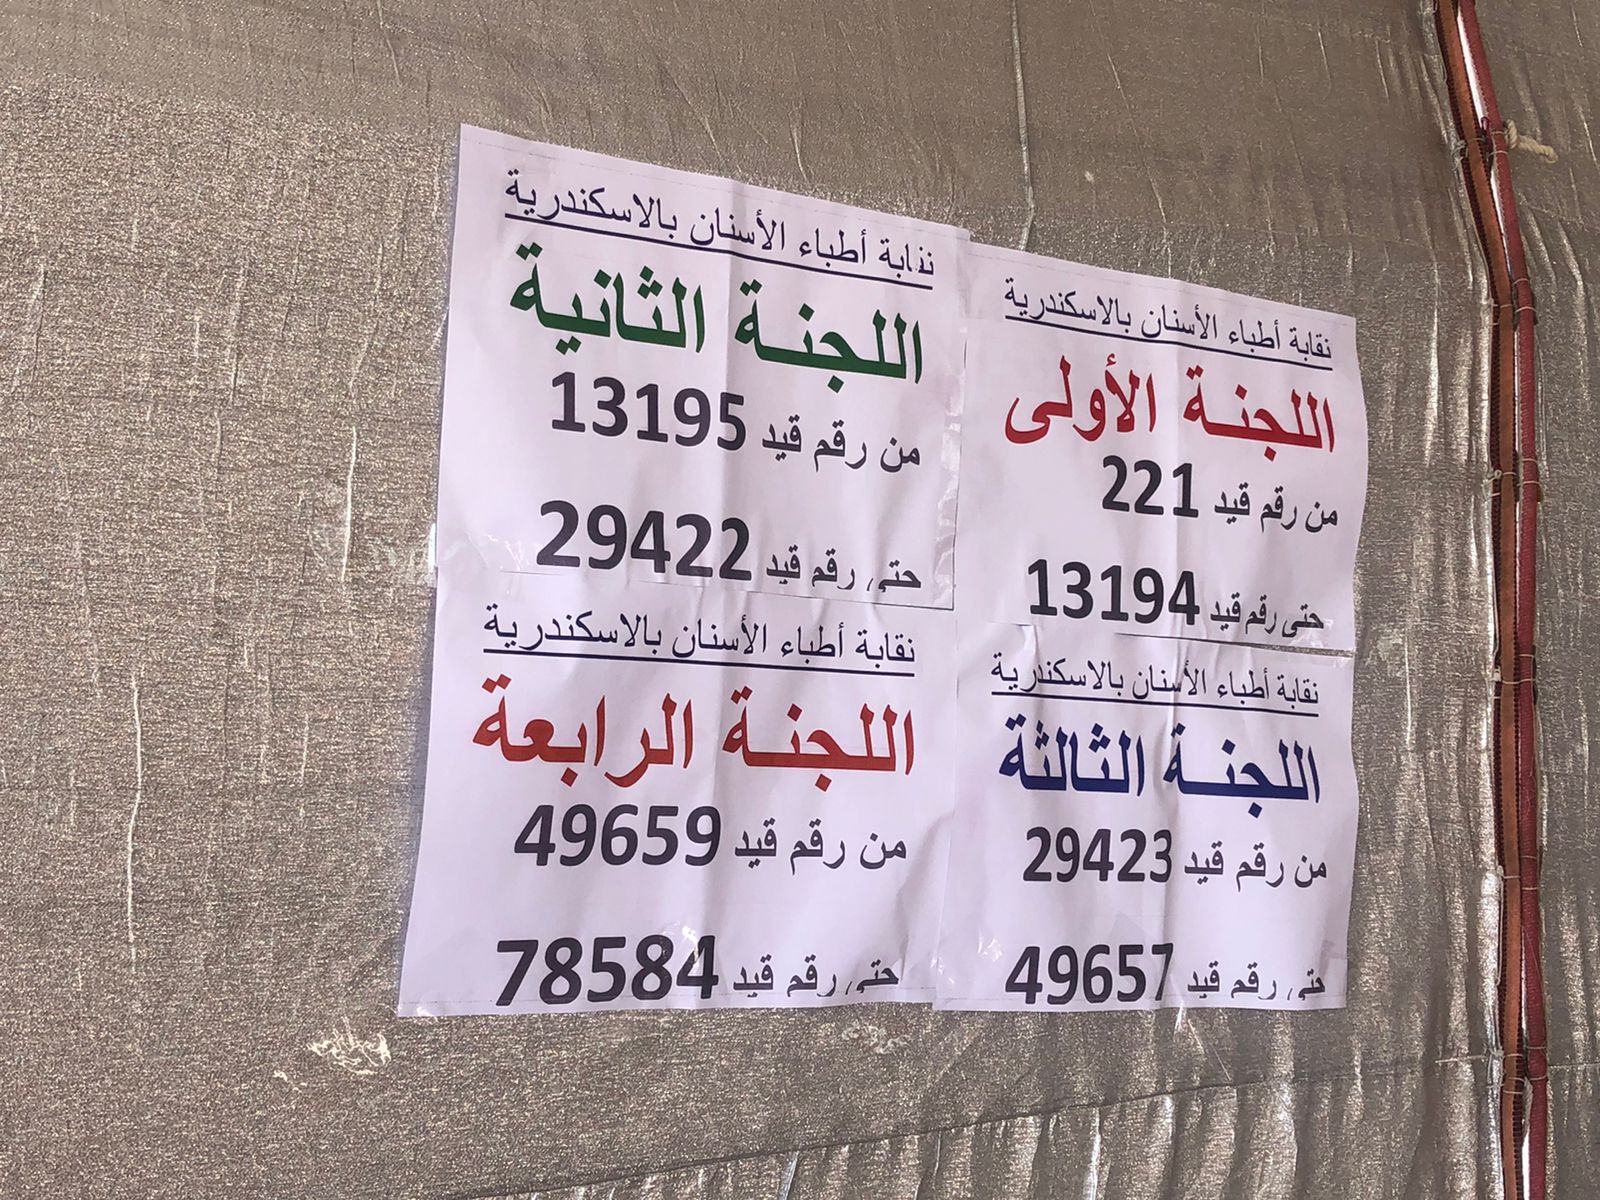 نقابة أطباء الأسنان بالاسكندرية
اللجنة الأولى
من رقم قيد 221
حتى رقم قيد 13194
نقابة أطباء الأسنان بالاسكندرية
اللجنة الثانية
من رقم قيد 13195
حتى رقم قيد 29422
نقابة أطباء الأسنان بالاسكندرية
اللجنة الثالثة
من رقم قيد 29423
حتى رقم قيد 49657
نقابة أطباء الأسنان بالاسكندرية
اللجنة الرابعة
من رقم قيد 49659
حتى رقم قيد 78584